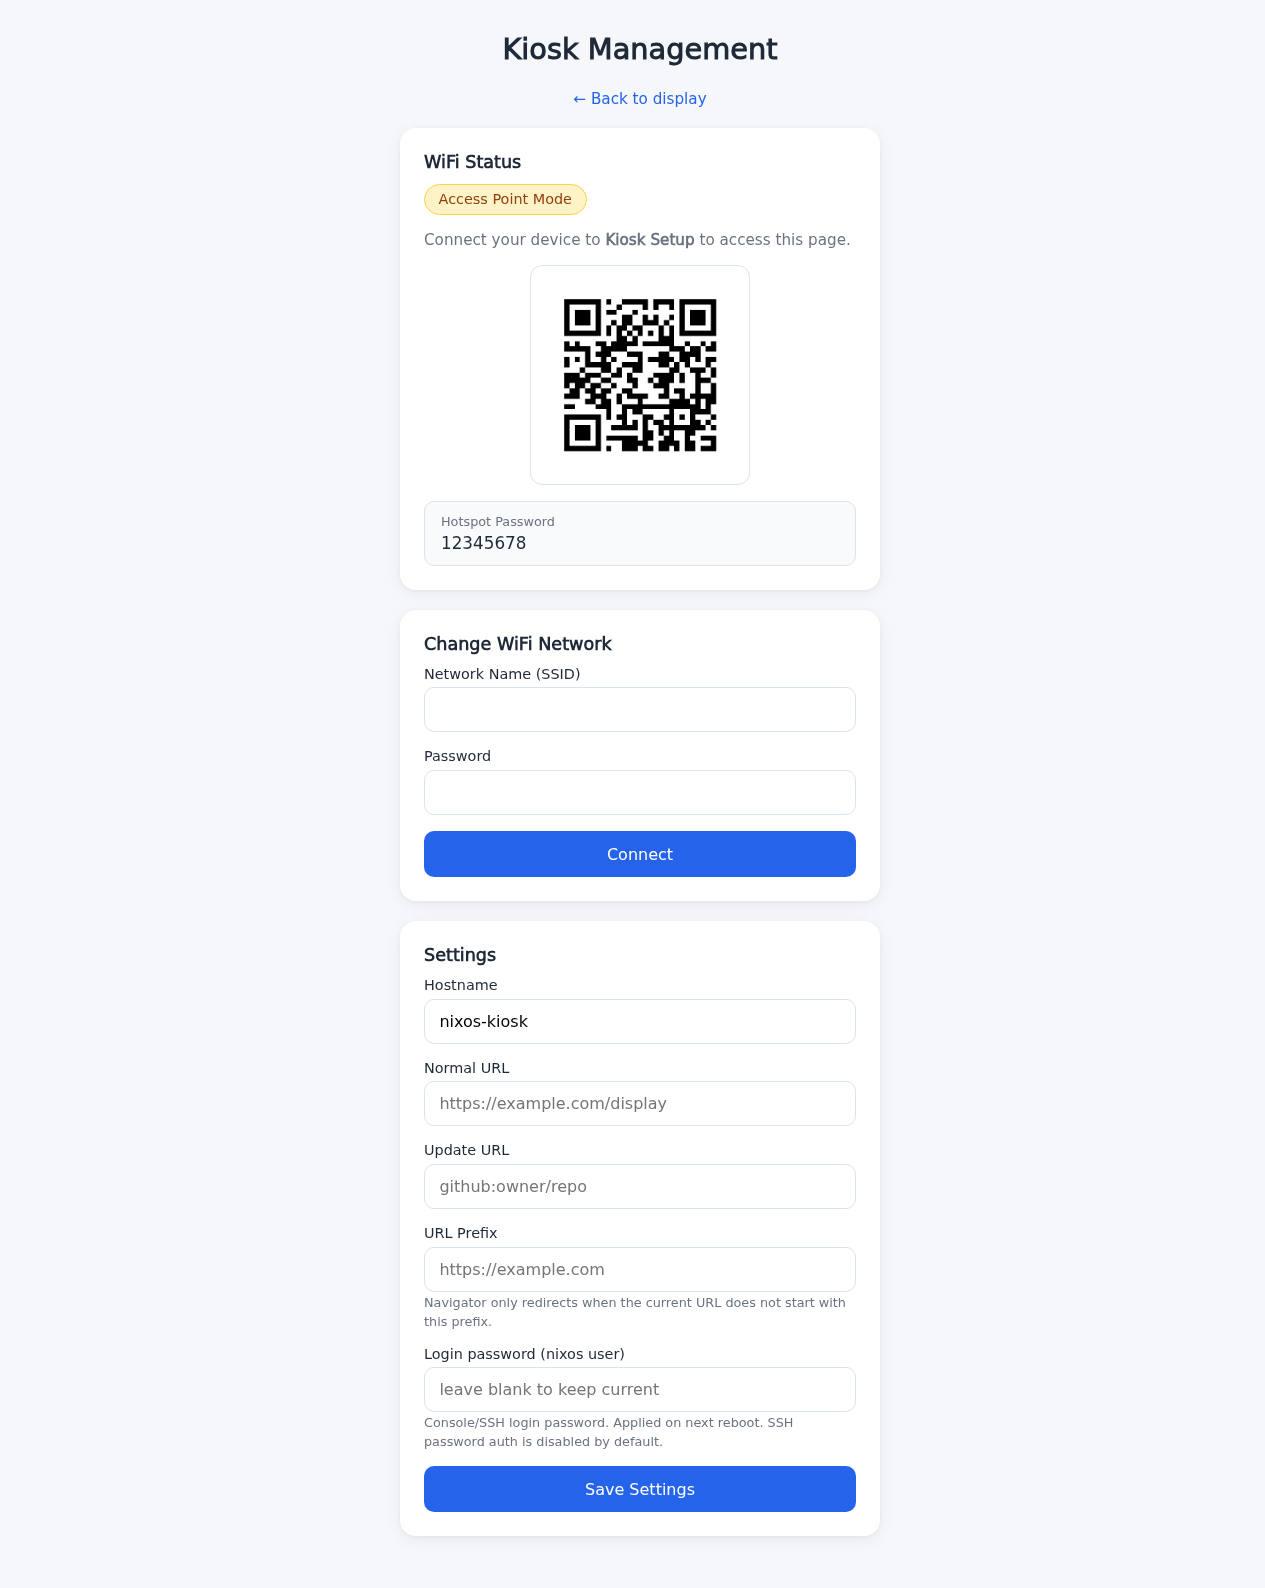 Kiosk Management
← Back to display
WiFi Status
Access Point Mode
Connect your device to Kiosk Setup to access this page.
Hotspot Password
12345678
Change WiFi Network
Network Name (SSID)
Password
Connect
Settings
Hostname
nixos-kiosk
Normal URL
https://example.com/display
Update URL
github:owner/repo
URL Prefix
https://example.com
Navigator only redirects when the current URL does not start with
this prefix.
Login password (nixos user)
leave blank to keep current
Console/SSH login password. Applied on next reboot. SSH
password auth is disabled by default.
Save Settings